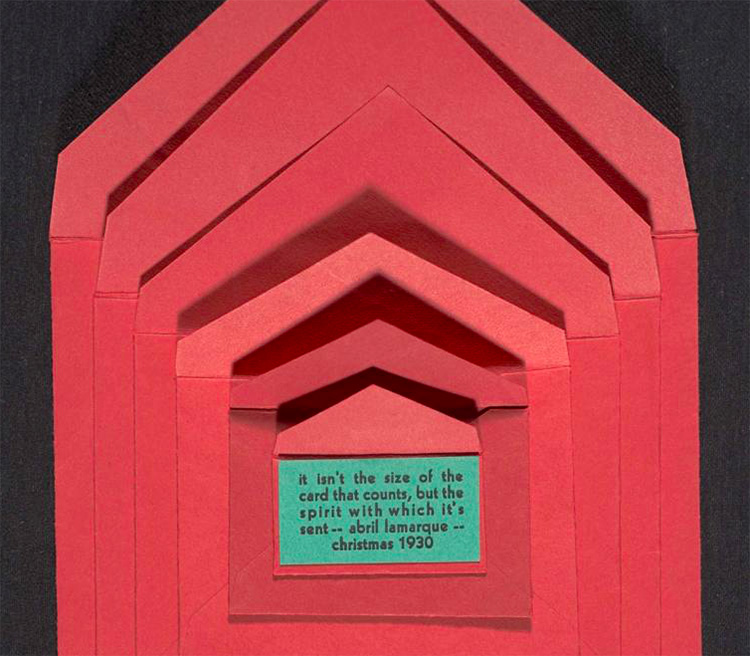 it isn't the size of the
card that counts, but the
spirit with which it's
sent -- abril lamarque --
christmas 1930